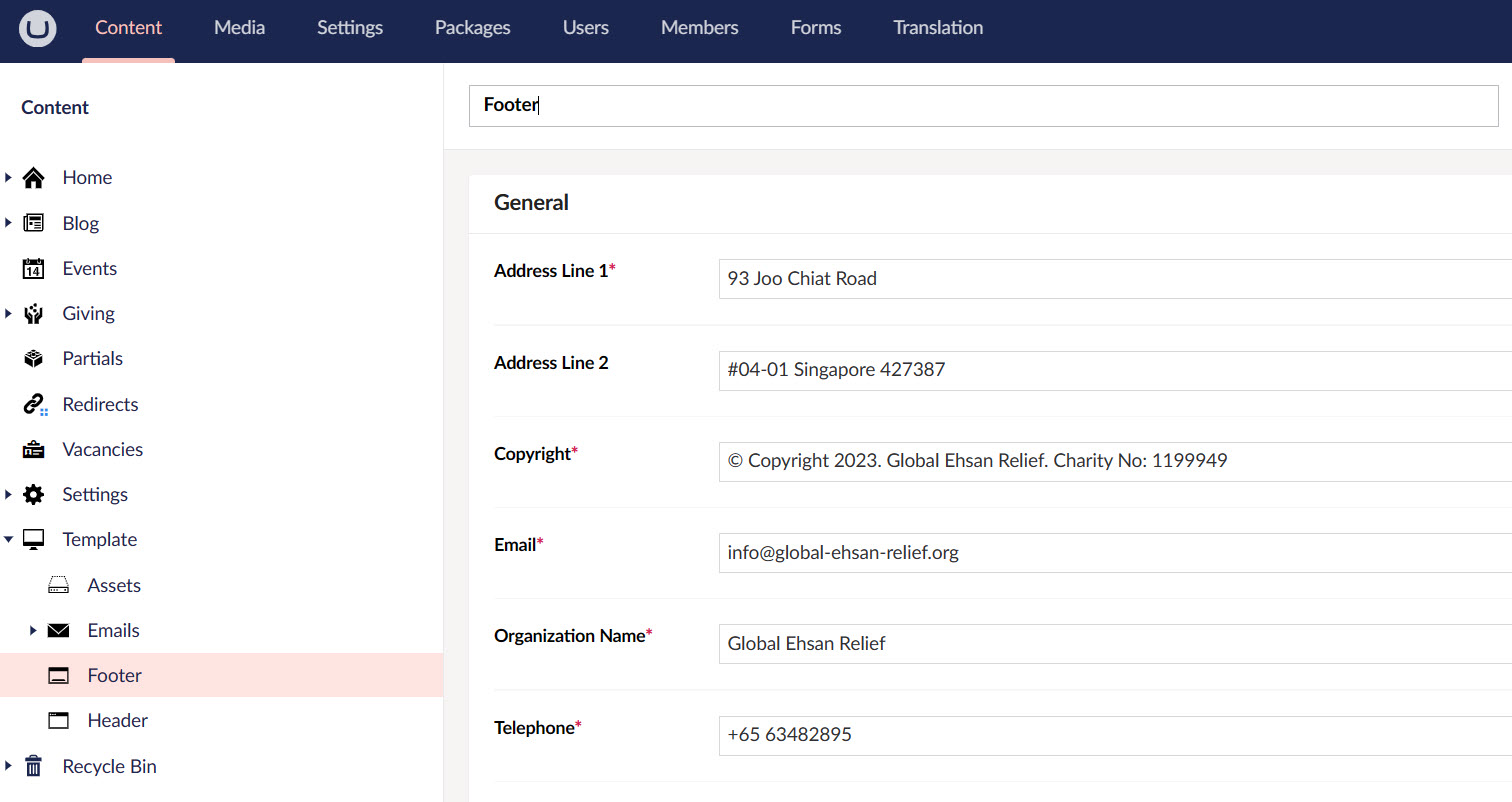 Content Media Settings Packages Users Members Forms Translation
Content
Home
Blog
14 Events
Giving
Partials
Redirects
Vacancies
Settings
Template
Assets
Emails
Footer
Header
Recycle Bin
Footer
General
Address Line 1* 93 Joo Chiat Road
Address Line 2 #04-01 Singapore 427387
Copyright* © Copyright 2023. Global Ehsan Relief. Charity No: 1199949
Email* info@global-ehsan-relief.org
Organization Name* Global Ehsan Relief
Telephone* +65 63482895